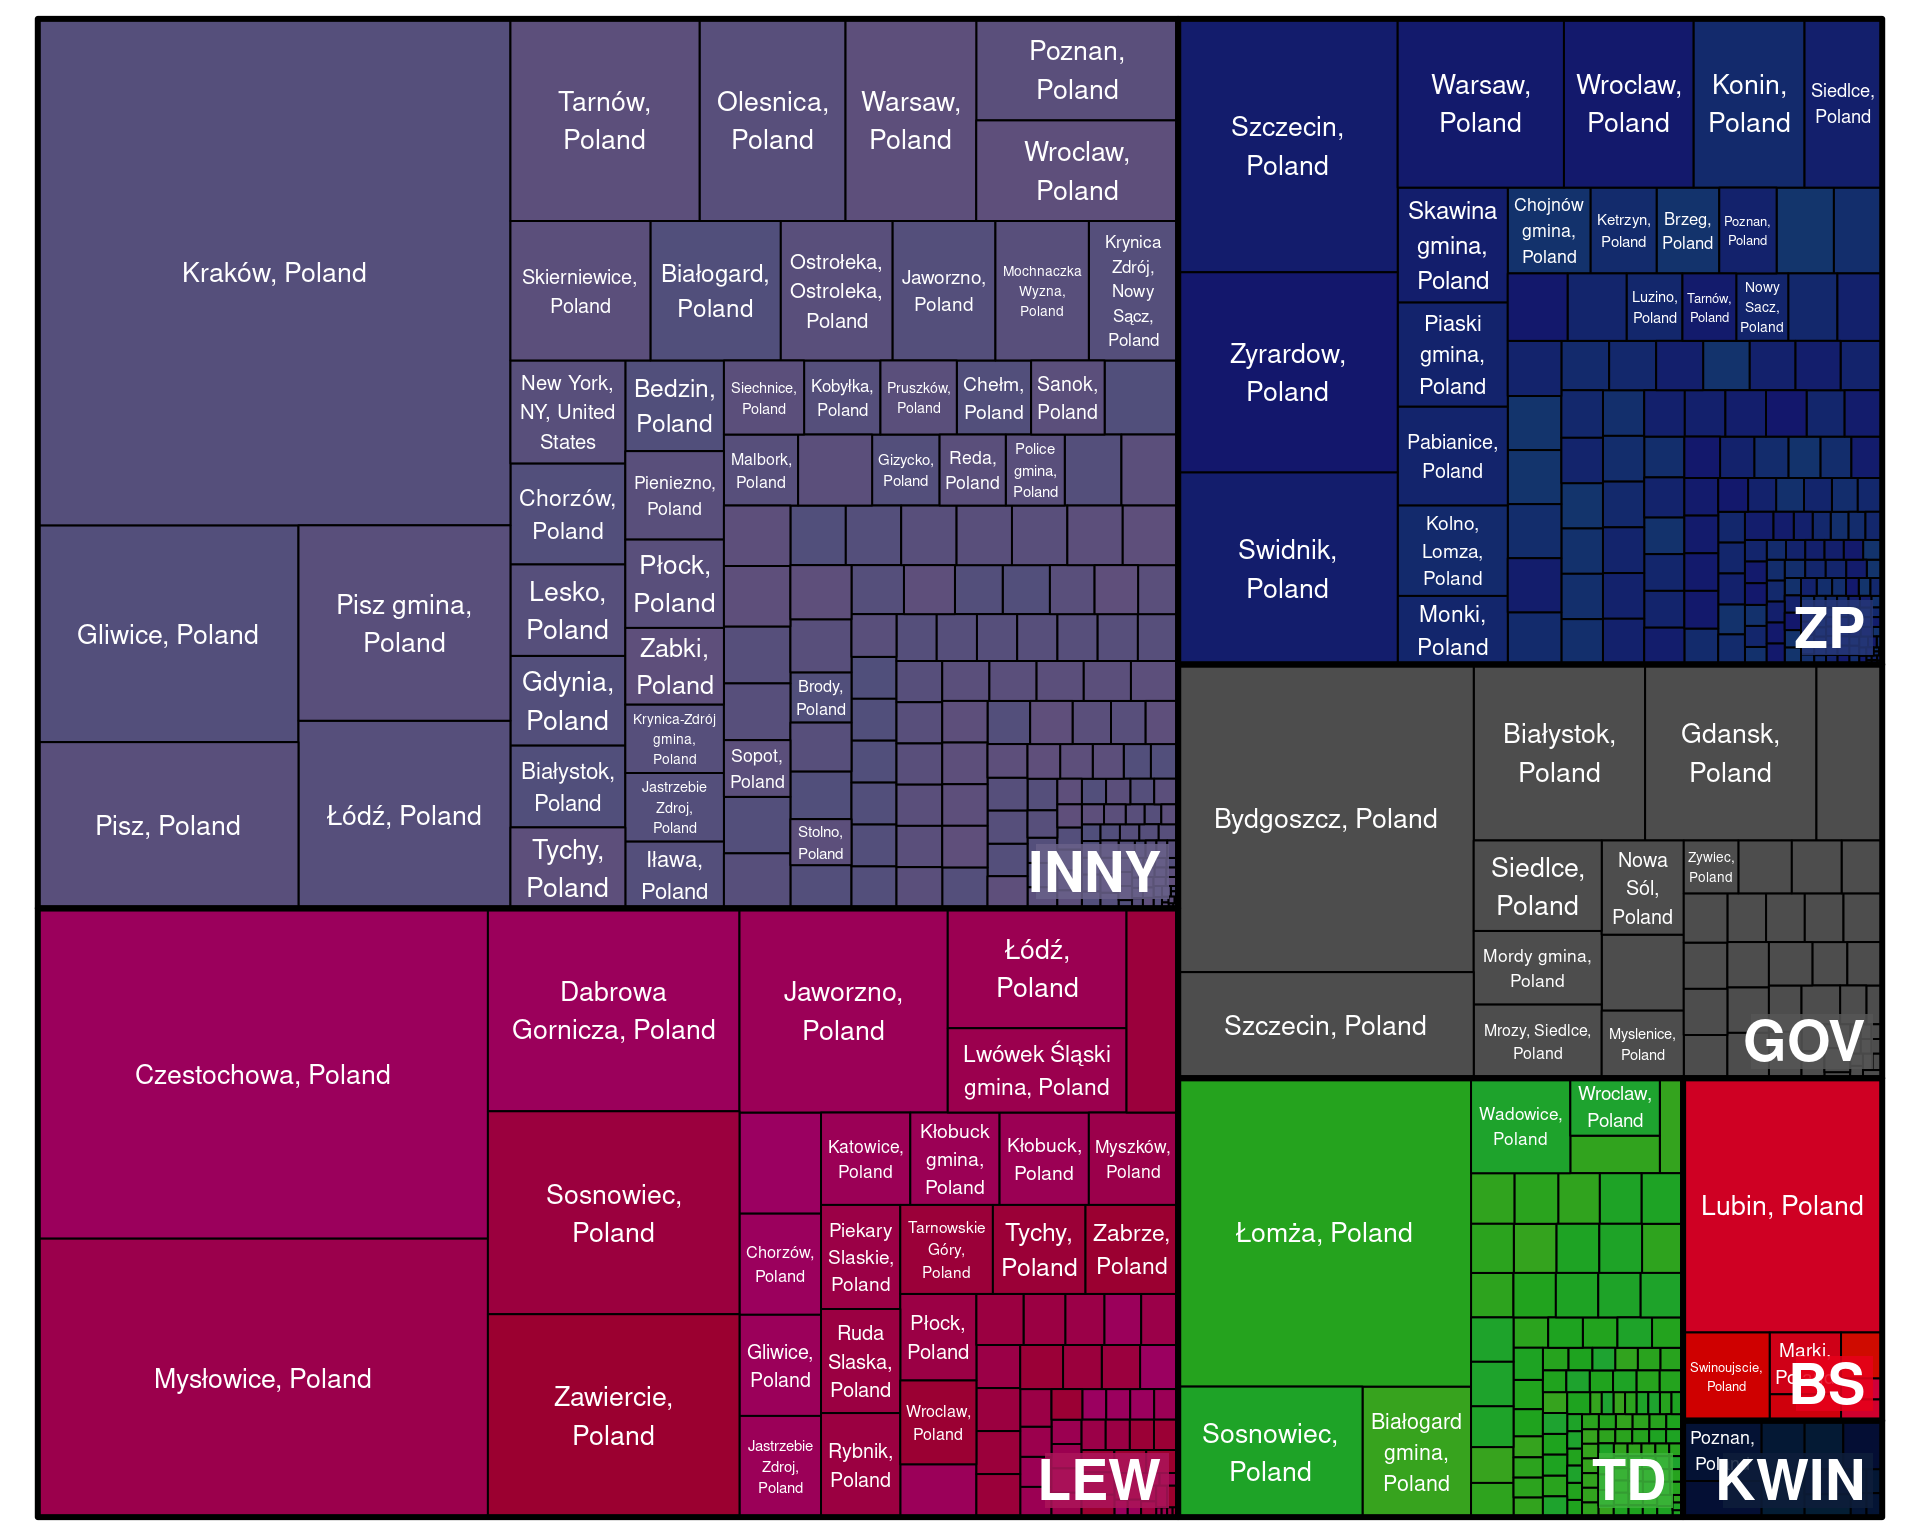 Kraków, Poland
Gliwice, Poland
Pisz gmina,
Poland
Pisz, Poland
Łódź, Poland
Tarnów,
Poland
Olesnica,
Poland
Warsaw,
Poland
Poznan,
Poland
Wroclaw,
Poland
Skierniewice,
Poland
Białogard,
Poland
Ostrołeka,
Ostroleka,
Poland
Jaworzno,
Poland
Mochnaczka
Wyzna,
Poland
Krynica
Zdrój,
Nowy
Sącz,
Poland
New York,
NY, United
States
Chorzów,
Poland
Lesko,
Poland
Gdynia,
Poland
Białystok,
Poland
Tychy,
Poland
Bedzin,
Poland
Pieniezno,
Poland
Płock,
Poland
Zabki,
Poland
Krynica-Zdrój
gmina,
Poland
Jastrzebie
Zdroj,
Poland
Iława,
Poland
Siechnice,
Poland
Kobyłka,
Poland
Pruszków,
Poland
Chełm,
Poland
Sanok,
Poland
Malbork,
Poland
Gizycko,
Poland
Reda,
Poland
Police
gmina,
Poland
Brody,
Poland
Sopot,
Poland
Stolno,
Poland
INNY
Szczecin,
Poland
Zyrardow,
Poland
Swidnik,
Poland
Warsaw,
Poland
Wroclaw,
Poland
Konin,
Poland
Siedlce,
Poland
Skawina
gmina,
Poland
Piaski
gmina,
Poland
Pabianice,
Poland
Kolno,
Lomza,
Poland
Monki,
Poland
Chojnów
gmina,
Poland
Ketrzyn,
Poland
Brzeg,
Poland
Poznan,
Poland
Luzino,
Poland
Tarnów,
Poland
Nowy
Sacz,
Poland
ZP
Bydgoszcz, Poland
Szczecin, Poland
Białystok,
Poland
Gdansk,
Poland
Siedlce,
Poland
Mordy gmina,
Poland
Mrozy, Siedlce,
Poland
Nowa
Sól,
Poland
Myslenice,
Poland
Zywiec,
Poland
GOV
Czestochowa, Poland
Mysłowice, Poland
Dabrowa
Gornicza, Poland
Sosnowiec,
Poland
Zawiercie,
Poland
Jaworzno,
Poland
Łódź,
Poland
Lwówek Śląski
gmina, Poland
Chorzów,
Poland
Gliwice,
Poland
Jastrzebie
Zdroj,
Poland
Katowice,
Poland
Kłobuck
gmina,
Poland
Kłobuck,
Poland
Myszków,
Poland
Piekary
Slaskie,
Poland
Ruda
Slaska,
Poland
Rybnik,
Poland
Tarnowskie
Góry,
Poland
Tychy,
Poland
Zabrze,
Poland
Płock,
Poland
Wroclaw,
Poland
LEW
Łomża, Poland
Sosnowiec,
Poland
Białogard
gmina,
Poland
Wadowice,
Poland
Wroclaw,
Poland
TD
Lubin, Poland
Swinoujscie,
Poland
Marki,
BS
Poznan,
KWIN